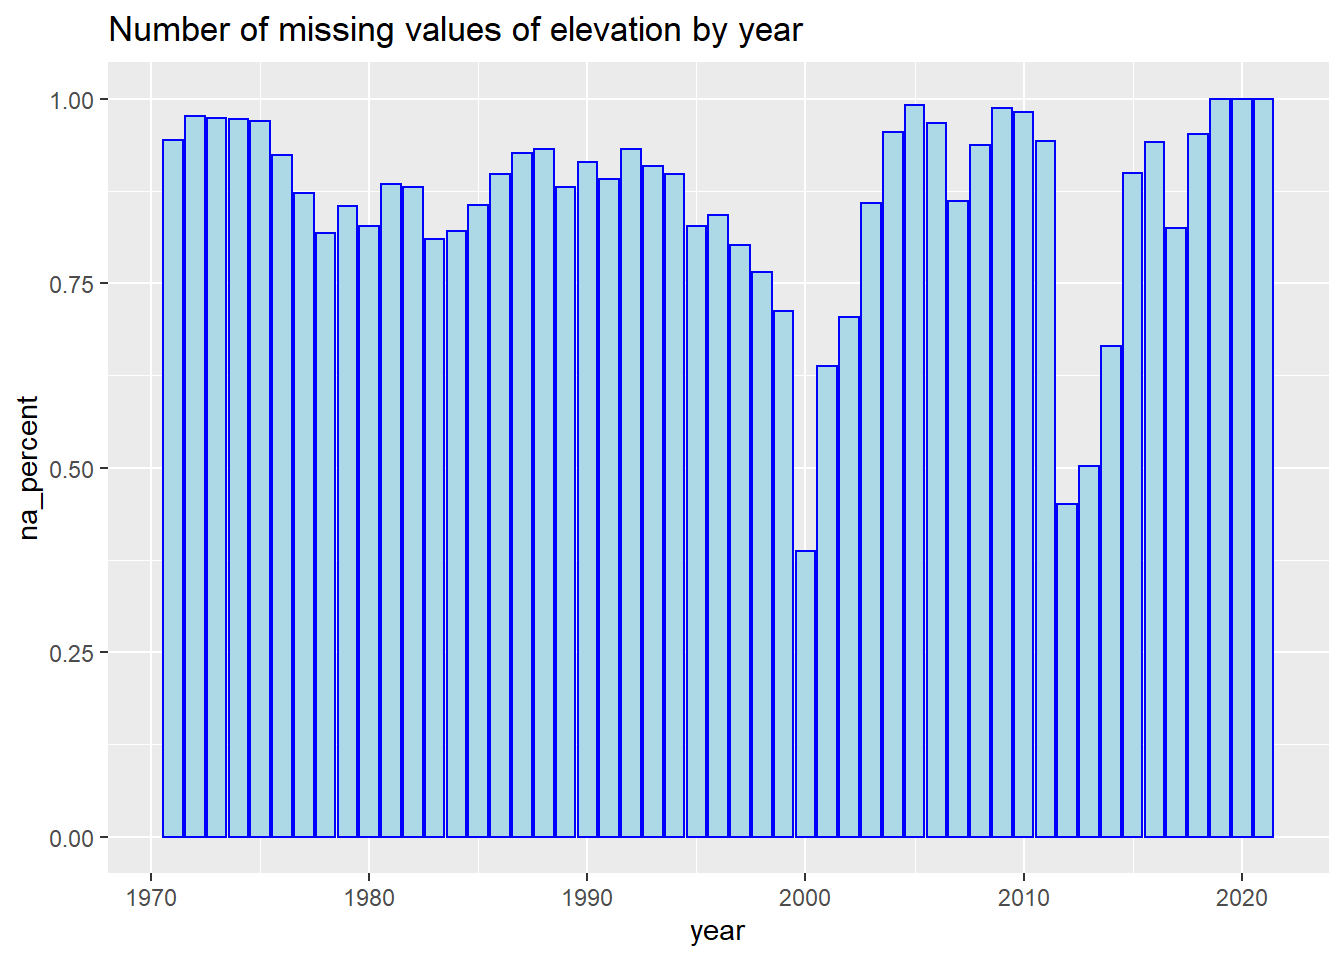 Number of missing values of elevation by year
na_percent
1.00
0.75
0.50
0.25
0.00
1970 1980 1990 2000 2010 2020
year